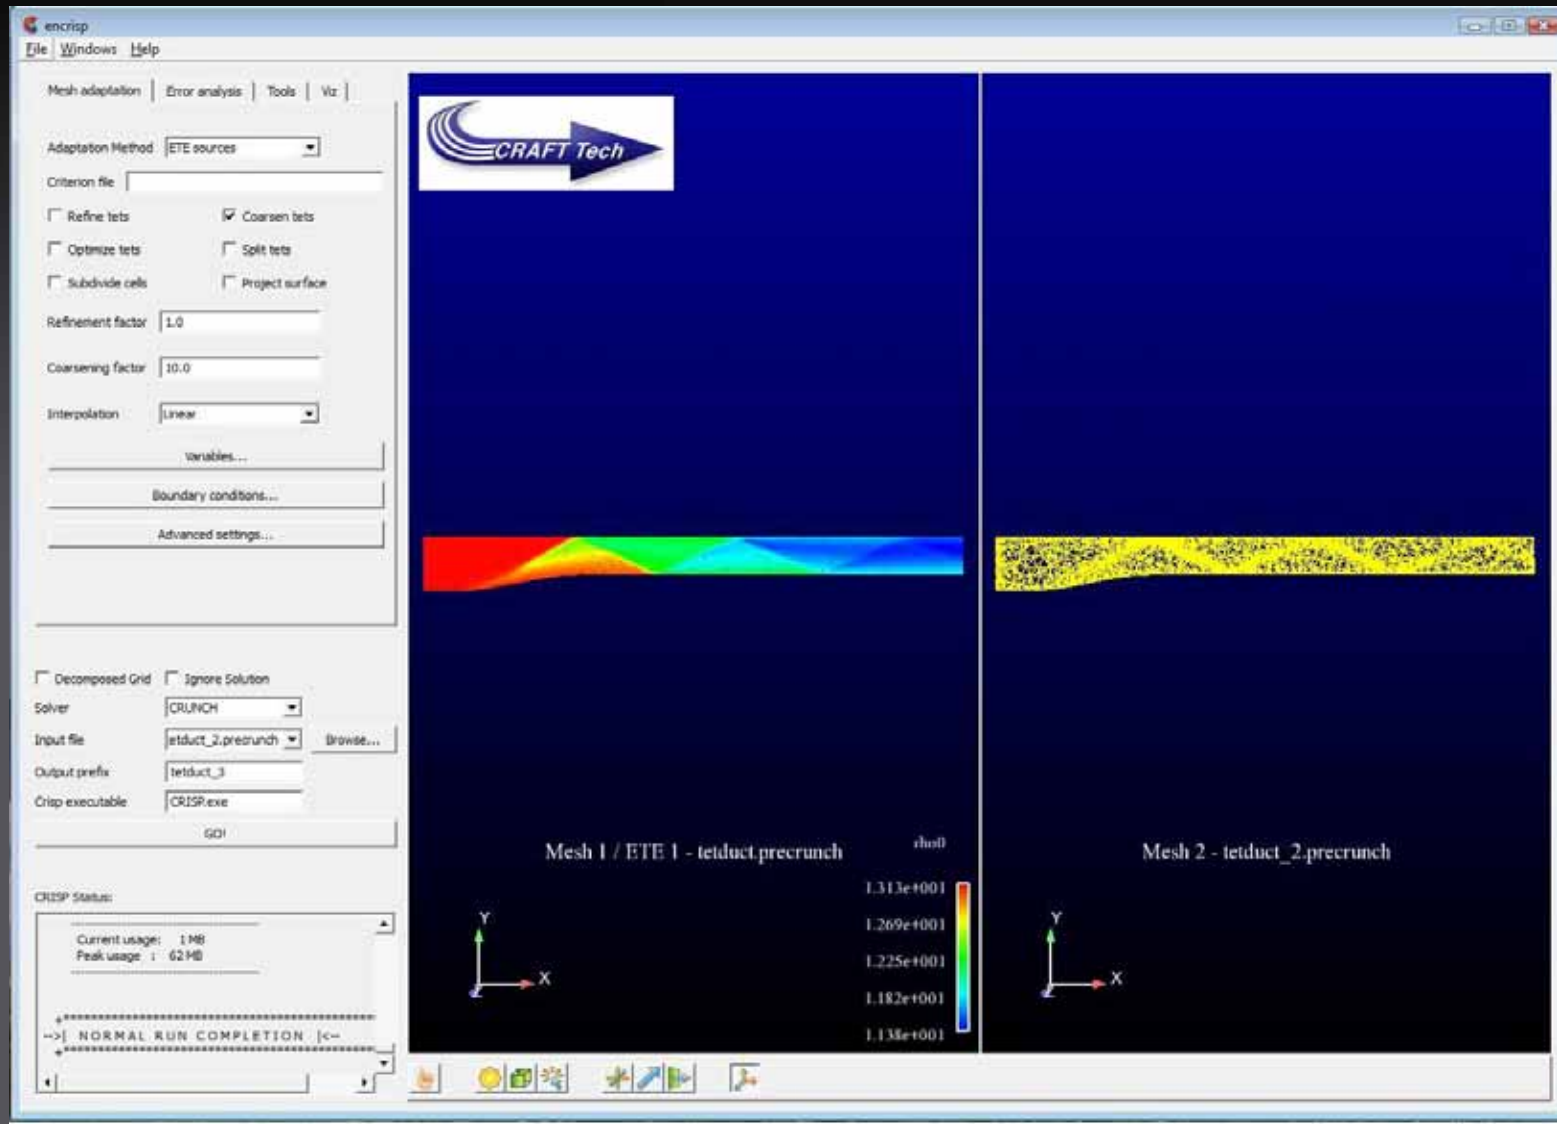 encrisp
File Windows Help
Mesh adaptation Error analysis Tools Viz
Adaptation Method ETE sources
Criterion file
Refine tets Coarsen tets
Optimize tets Split tets
Subdivide cells Project surface
Refinement factor 1.0
Coarsening factor 10.0
Interpolation Linear
Variables...
Boundary conditions...
Advanced settings...
Decomposed Grid Ignore Solution
Solver CRUNCH
Input file etduct_2.precrunch Browse...
Output prefix tetduct_3
Crisp executable CRISP.exe
GO!
CRISP Status:
Current usage: 1 MB
Peak usage : 62 MB
-->| NORMAL RUN COMPLETION |<--
CRAFT Tech
Mesh 1 / ETE 1 - tetduct.precrunch
rho0
1.313e+001
1.269e+001
1.225e+001
1.182e+001
1.138e+001
Y
X
Z
Mesh 2 - tetduct_2.precrunch
Y
X
Z